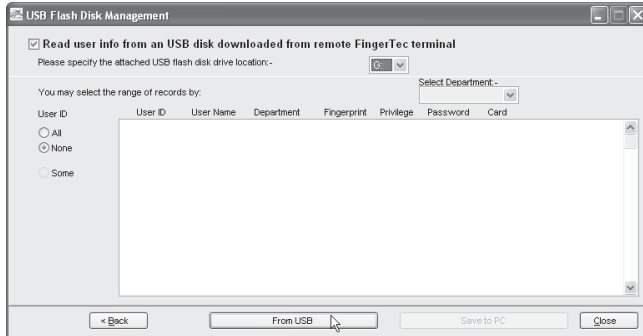 USB Flash Disk Management
Read user info from an USB disk downloaded from remote FingerTec terminal
Please specify the attached USB flash disk drive location:-
G:
Select Department:-
You may select the range of records by:
User ID User ID User Name Department Fingerprint Privilege Password Card
All
None
Some
< Back From USB Save to PC Close